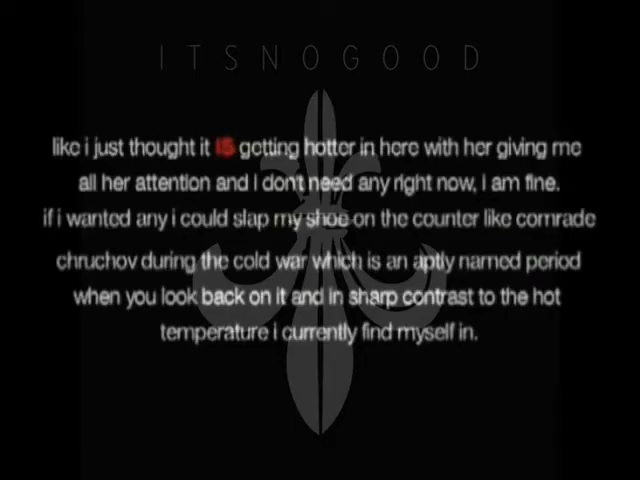 ITSNOGOOD
like i just thought it IS getting hotter in here with her giving me
all her attention and i don't need any right now, i am fine.
if i wanted any i could slap my shoe on the counter like comrade
chruchov during the cold war which is an aptly named period
when you look back on it and in sharp contrast to the hot
temperature i currently find myself in.